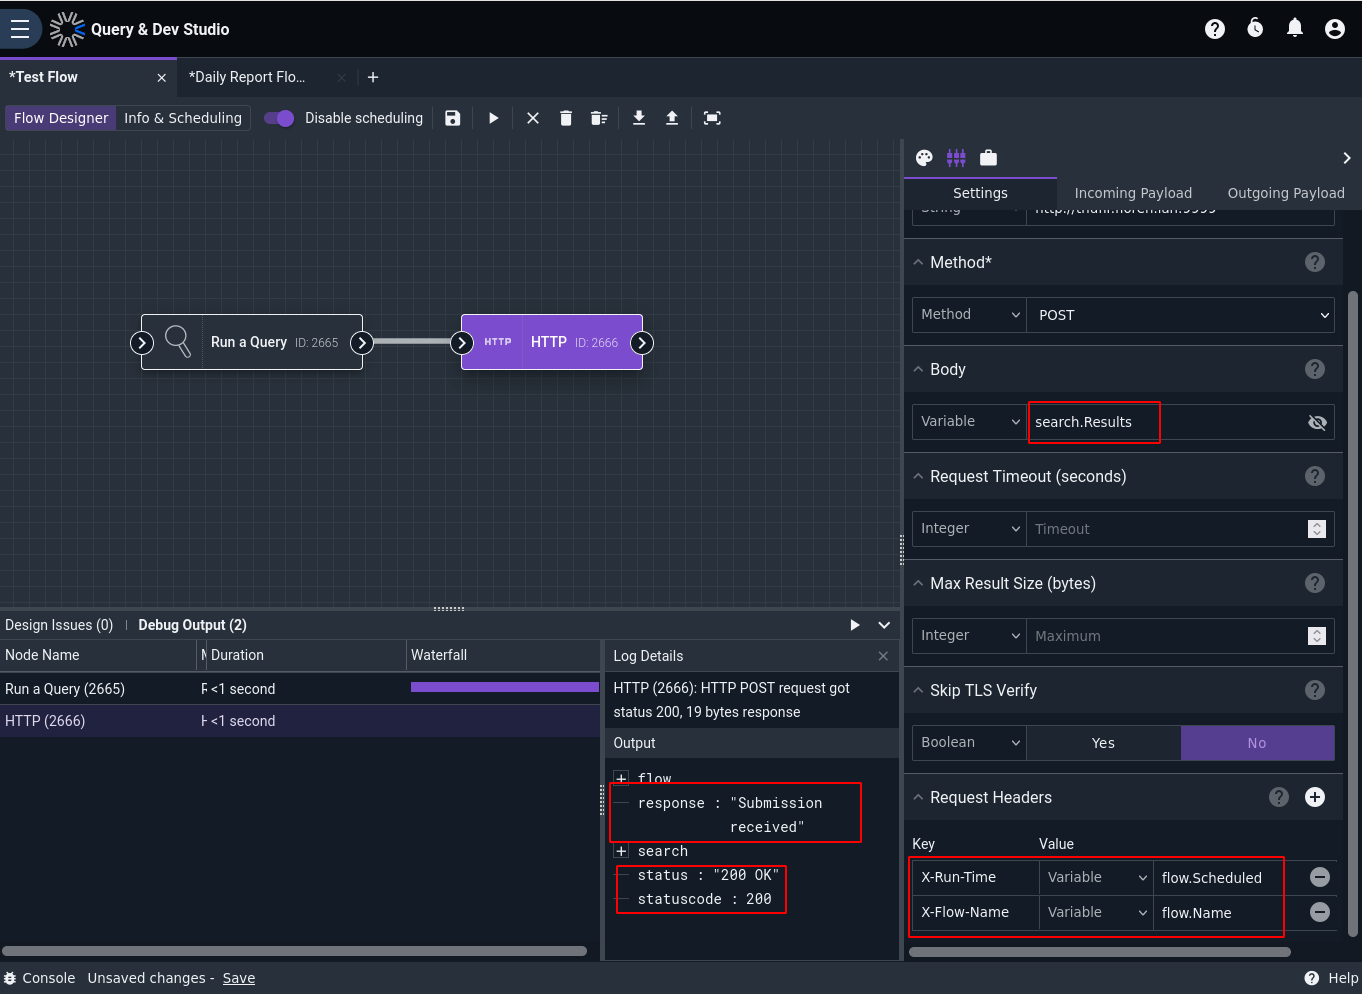 Query & Dev Studio
*Test Flow
*Daily Report Flo...
Flow Designer
Info & Scheduling
Disable scheduling
Settings
Incoming Payload
Outgoing Payload
Method*
Method
POST
Body
Variable
search.Results
Request Timeout (seconds)
Integer
Timeout
Max Result Size (bytes)
Integer
Maximum
Skip TLS Verify
Boolean
Yes
No
Request Headers
Key
Value
X-Run-Time
Variable
flow.Scheduled
X-Flow-Name
Variable
flow.Name
Run a Query ID: 2665
HTTP
HTTP ID: 2666
Design Issues (0)
Debug Output (2)
Node Name
Duration
Waterfall
Run a Query (2665)
<1 second
HTTP (2666)
<1 second
Log Details
HTTP (2666): HTTP POST request got
status 200, 19 bytes response
Output
flow
response : "Submission
received"
search
status : "200 OK"
statuscode : 200
Console
Unsaved changes -
Save
Help